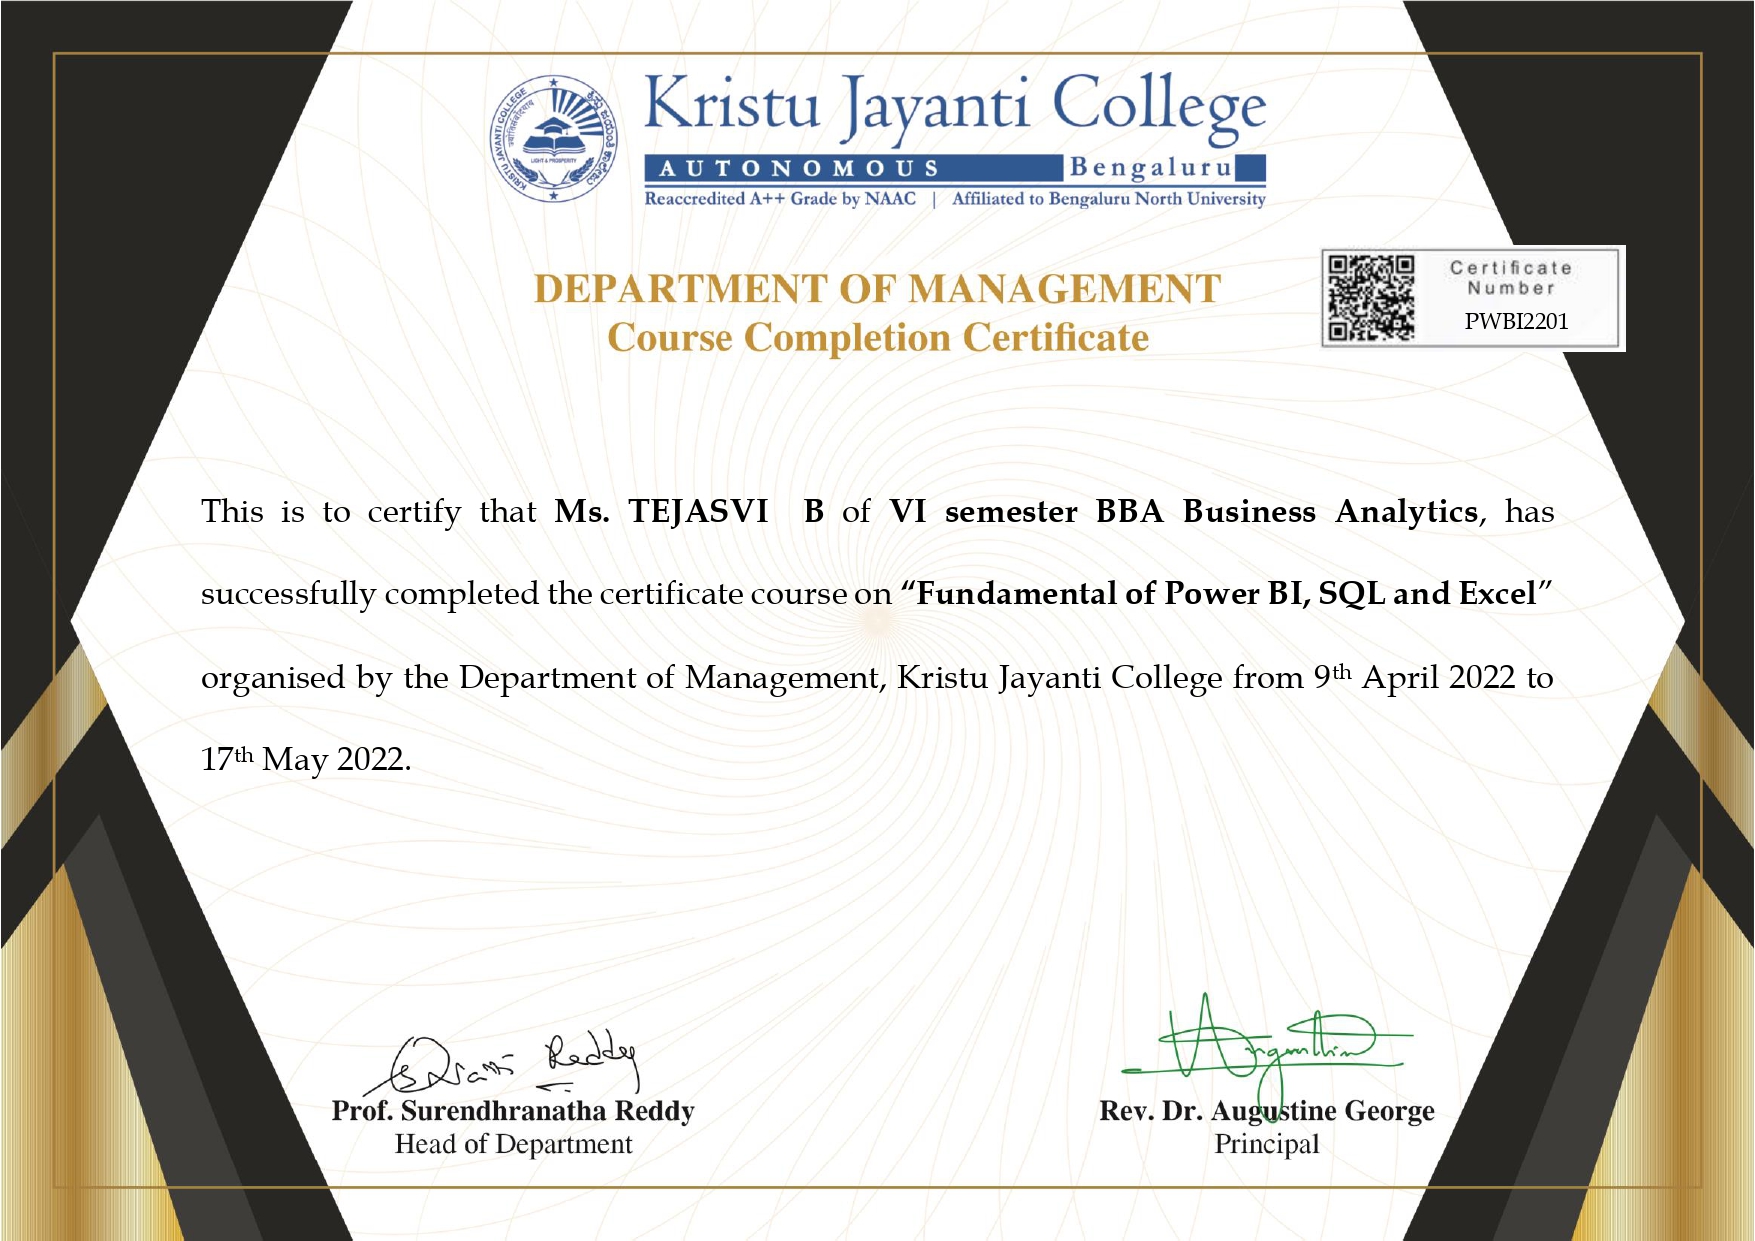 KRISTU JAYANTI COLLEGE
LIGHT & PROSPERITY
Kristu Jayanti College
AUTONOMOUS Bengaluru
Reaccredited A++ Grade by NAAC | Affiliated to Bengaluru North University
DEPARTMENT OF MANAGEMENT
Course Completion Certificate
Certificate
Number
PWBI2201
This is to certify that Ms. TEJASVI B of VI semester BBA Business Analytics, has
successfully completed the certificate course on “Fundamental of Power BI, SQL and Excel”
organised by the Department of Management, Kristu Jayanti College from 9th April 2022 to
17th May 2022.
Prof. Surendhranatha Reddy
Head of Department
Rev. Dr. Augustine George
Principal